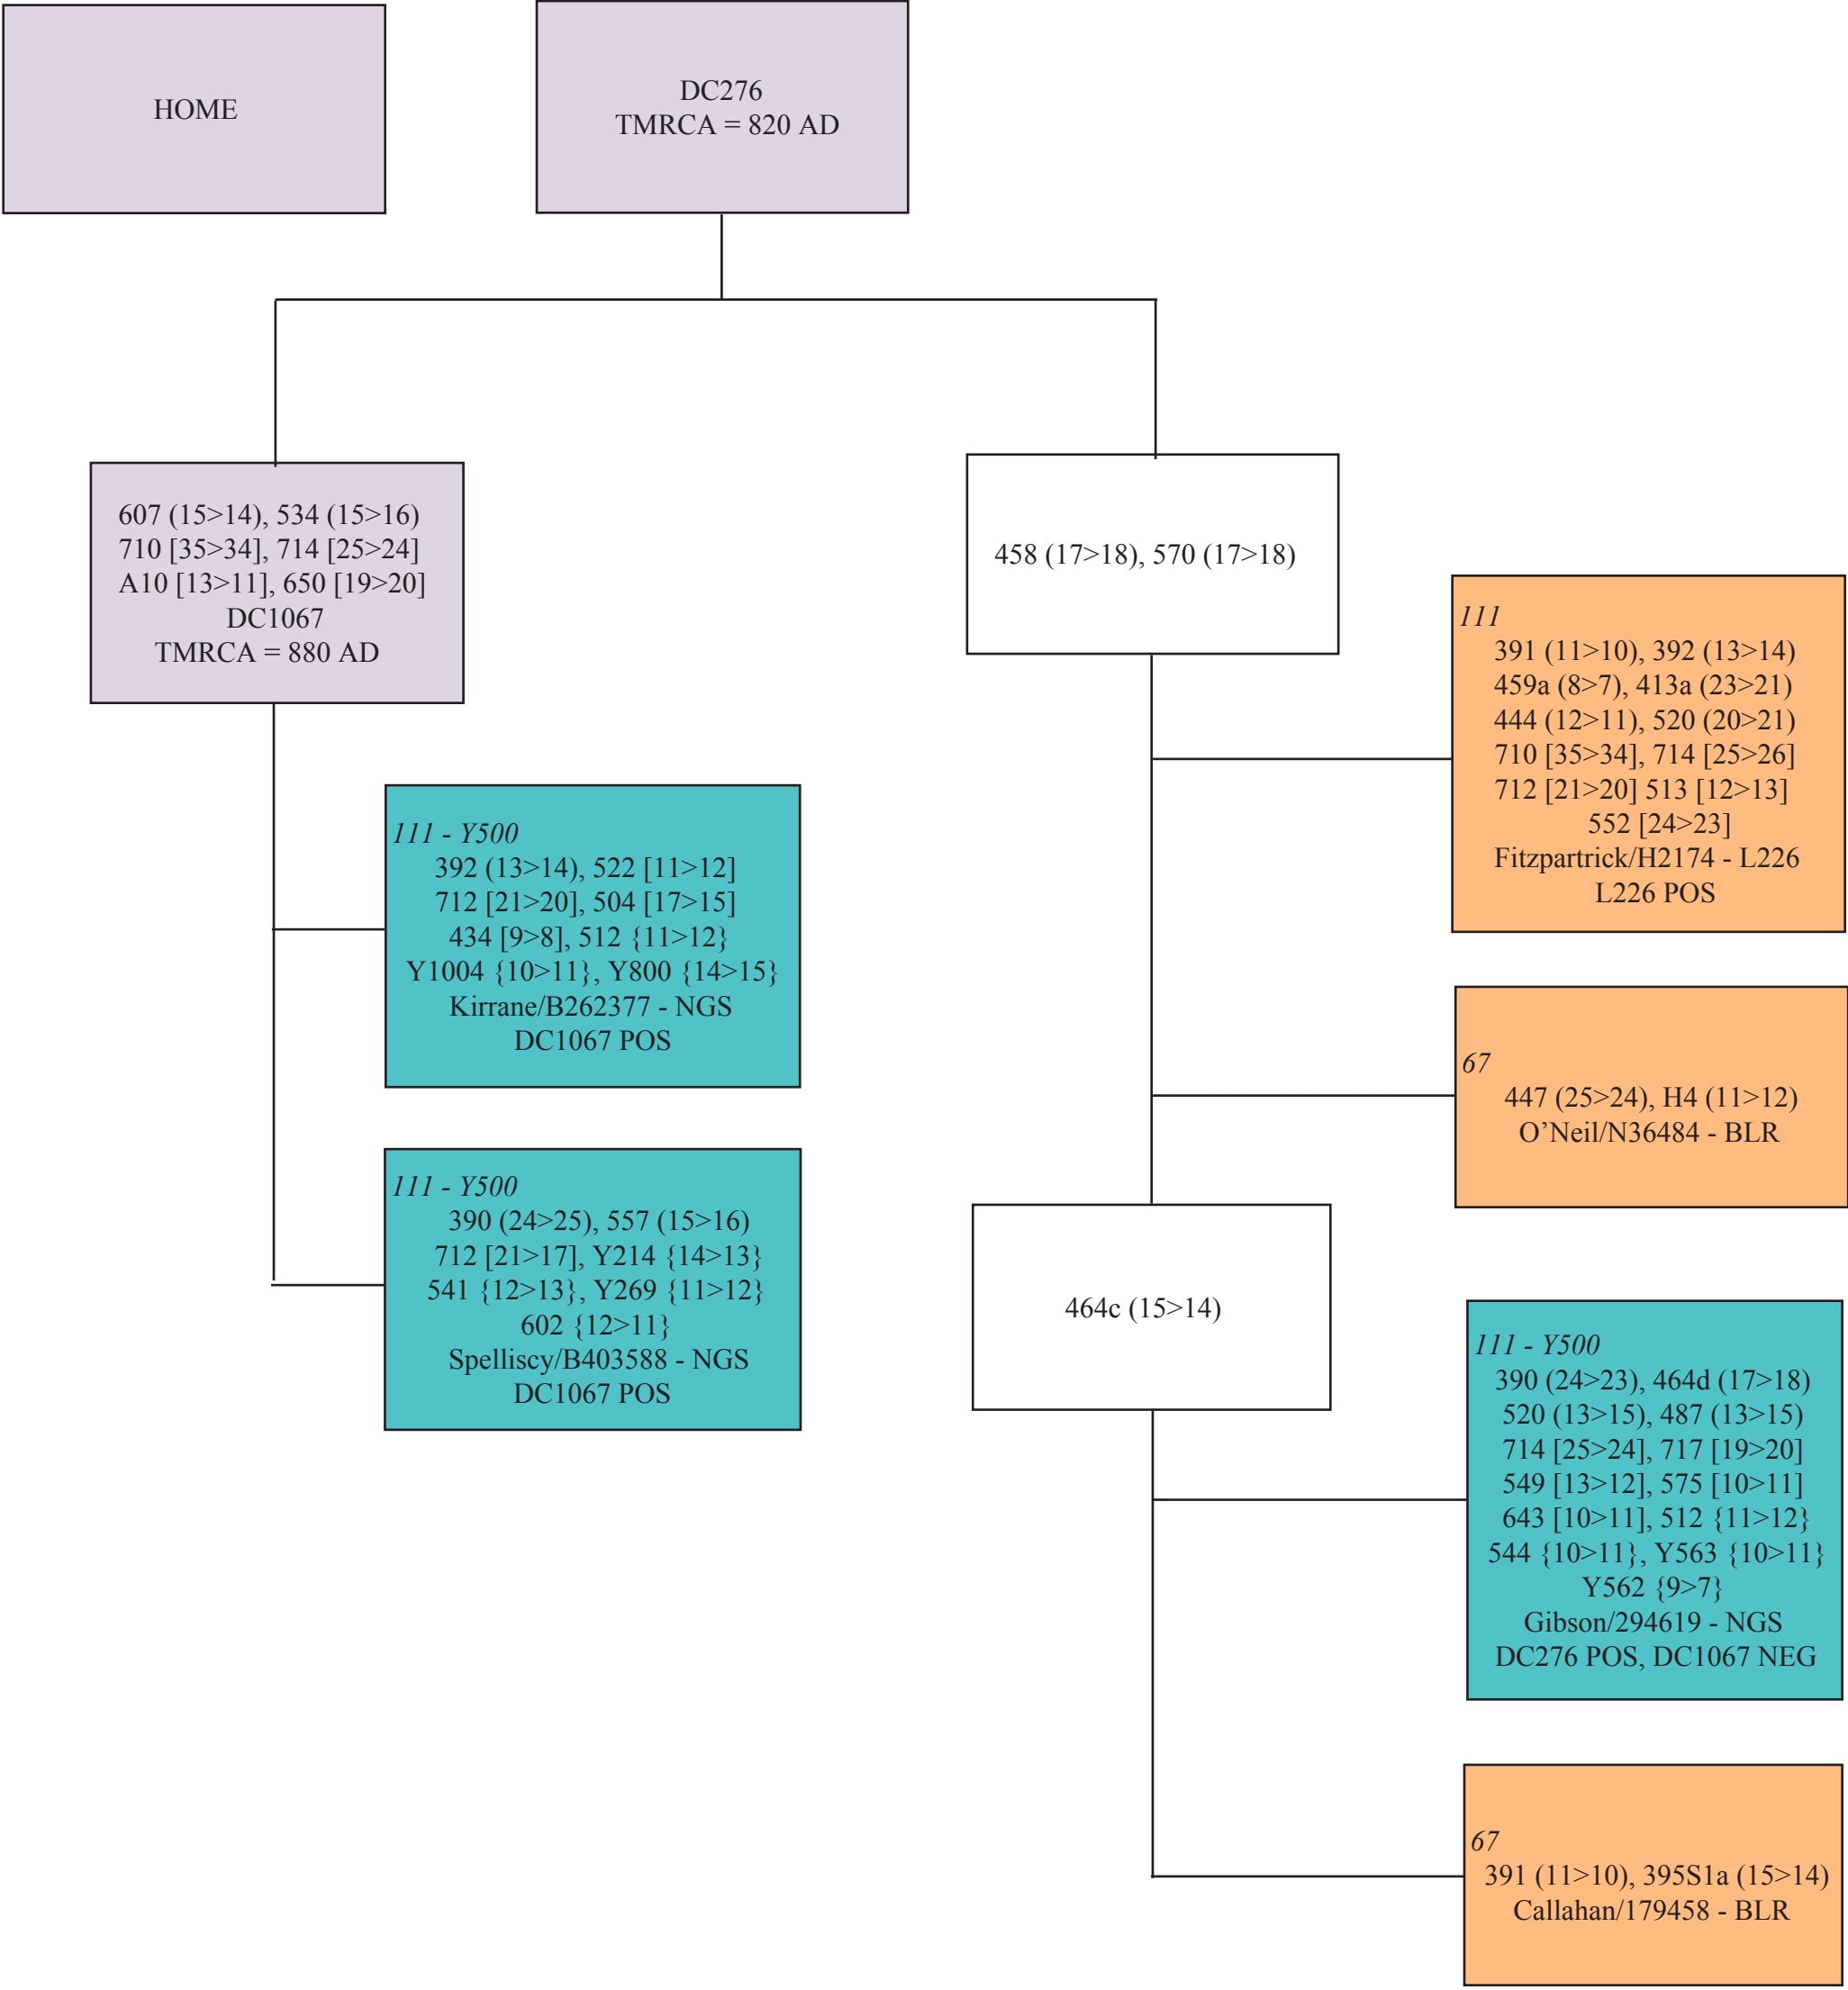 HOME
DC276
TMRCA = 820 AD
607 (15>14), 534 (15>16)
710 [35>34], 714 [25>24]
A10 [13>11], 650 [19>20]
DC1067
TMRCA = 880 AD
111 - Y500
392 (13>14), 522 [11>12]
712 [21>20], 504 [17>15]
434 [9>8], 512 {11>12}
Y1004 {10>11}, Y800 {14>15}
Kirrane/B262377 - NGS
DC1067 POS
111 - Y500
390 (24>25), 557 (15>16)
712 [21>17], Y214 {14>13}
541 {12>13}, Y269 {11>12}
602 {12>11}
Spelliscy/B403588 - NGS
DC1067 POS
458 (17>18), 570 (17>18)
111
391 (11>10), 392 (13>14)
459a (8>7), 413a (23>21)
444 (12>11), 520 (20>21)
710 [35>34], 714 [25>26]
712 [21>20] 513 [12>13]
552 [24>23]
Fitzpartrick/H2174 - L226
L226 POS
67
447 (25>24), H4 (11>12)
O’Neil/N36484 - BLR
464c (15>14)
111 - Y500
390 (24>23), 464d (17>18)
520 (13>15), 487 (13>15)
714 [25>24], 717 [19>20]
549 [13>12], 575 [10>11]
643 [10>11], 512 {11>12}
544 {10>11}, Y563 {10>11}
Y562 {9>7}
Gibson/294619 - NGS
DC276 POS, DC1067 NEG
67
391 (11>10), 395S1a (15>14)
Callahan/179458 - BLR